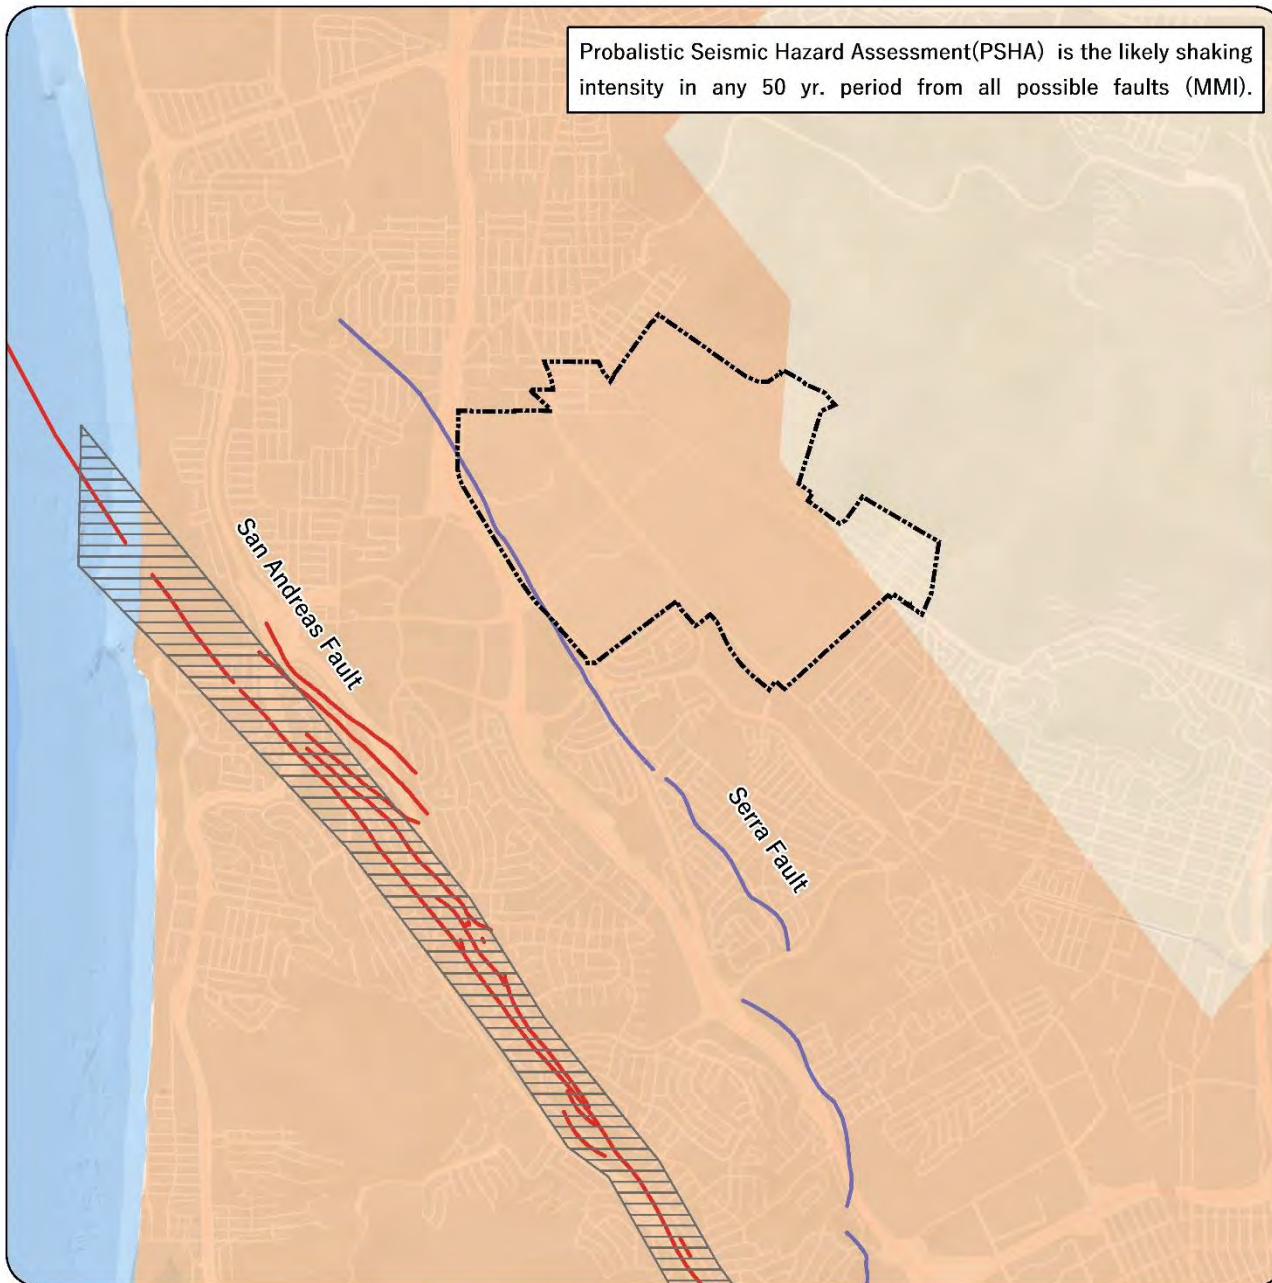 Probalistic Seismic Hazard Assessment(PSHA) is the likely shaking
intensity in any 50 yr. period from all possible faults (MMI).
San Andreas Fault
Serra Fault